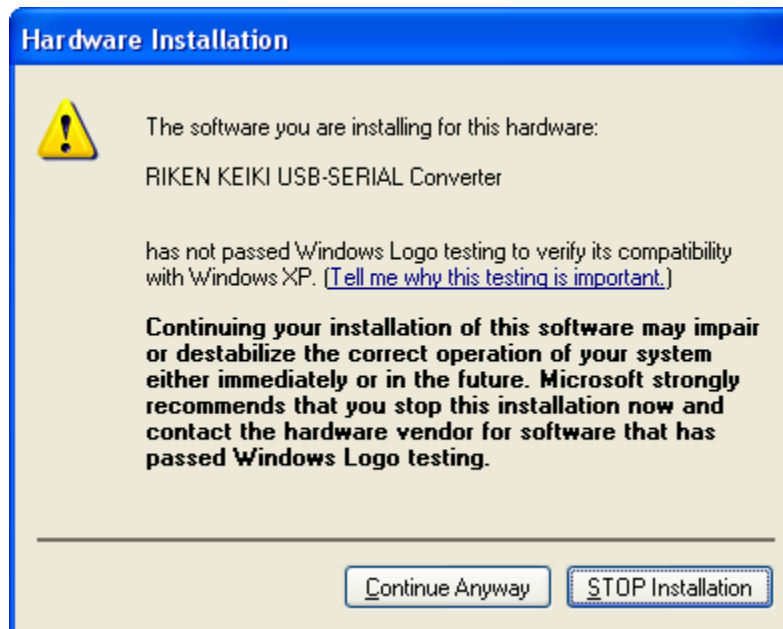 Hardware Installation
The software you are installing for this hardware:
RIKEN KEIKI USB-SERIAL Converter
has not passed Windows Logo testing to verify its compatibility
with Windows XP. (Tell me why this testing is important.)
Continuing your installation of this software may impair
or destabilize the correct operation of your system
either immediately or in the future. Microsoft strongly
recommends that you stop this installation now and
contact the hardware vendor for software that has
passed Windows Logo testing.
Continue Anyway
STOP Installation